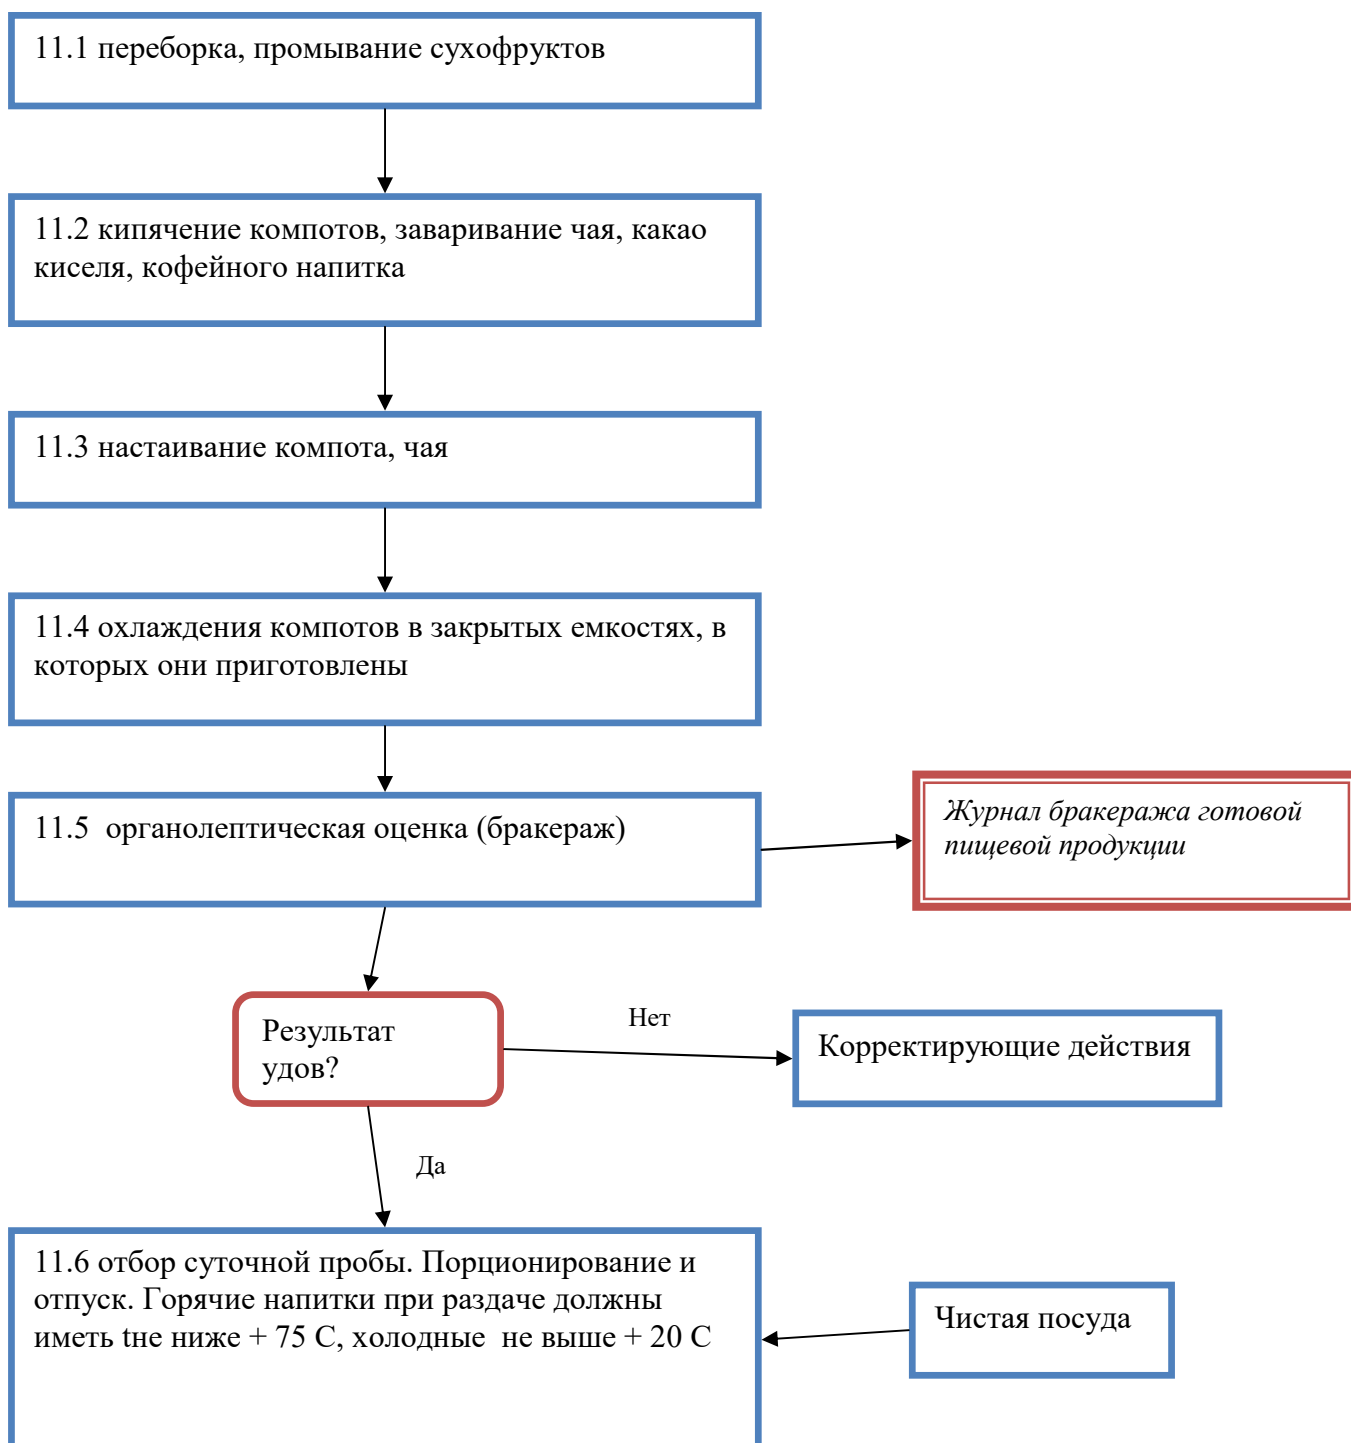 11.1 переборка, промывание сухофруктов
11.2 кипячение компотов, заваривание чая, какао
киселя, кофейного напитка
11.3 настаивание компота, чая
11.4 охлаждения компотов в закрытых емкостях, в
которых они приготовлены
11.5  органолептическая оценка (бракераж)
Журнал бракеража готовой
пищевой продукции
Результат
удов?
Нет
Корректирующие действия
Да
11.6 отбор суточной пробы. Порционирование и
отпуск. Горячие напитки при раздаче должны
иметь tне ниже + 75 С, холодные  не выше + 20 С
Чистая посуда